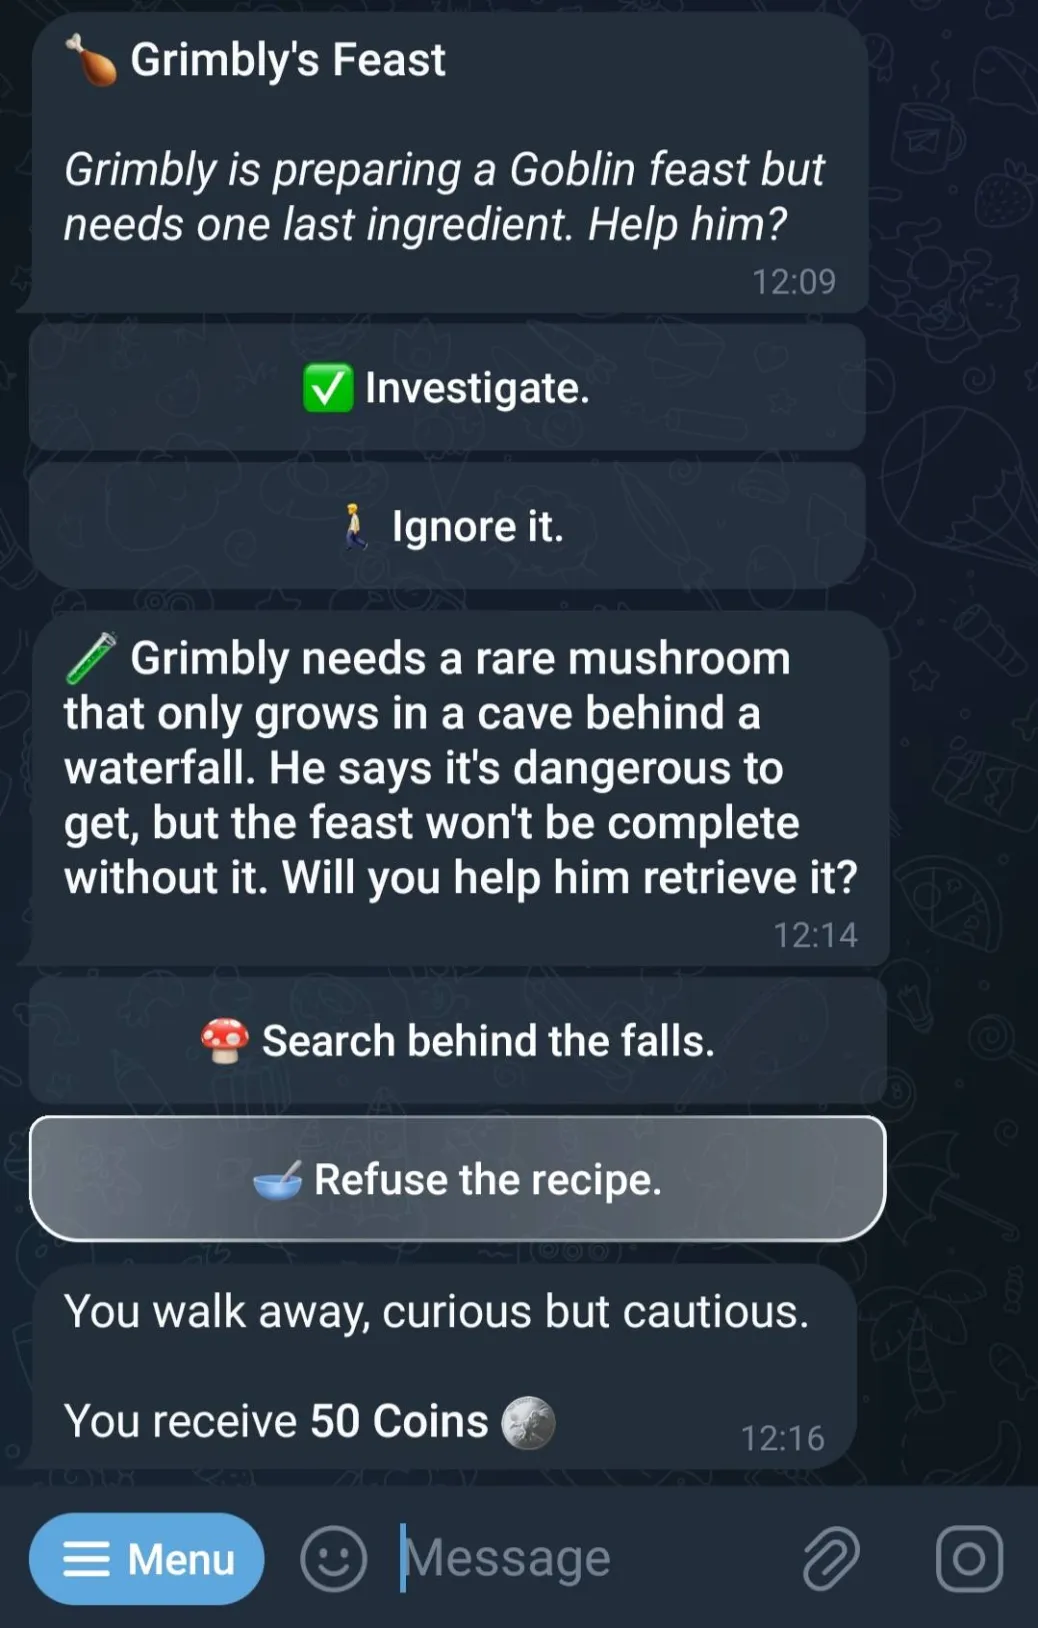 🍗 Grimbly's Feast
Grimbly is preparing a Goblin feast but
needs one last ingredient. Help him?
12:09
✅ Investigate.
🚶 Ignore it.
🧪 Grimbly needs a rare mushroom
that only grows in a cave behind a
waterfall. He says it's dangerous to
get, but the feast won't be complete
without it. Will you help him retrieve it?
12:14
🍄 Search behind the falls.
🥣 Refuse the recipe.
You walk away, curious but cautious.
You receive 50 Coins
12:16
Menu
Message